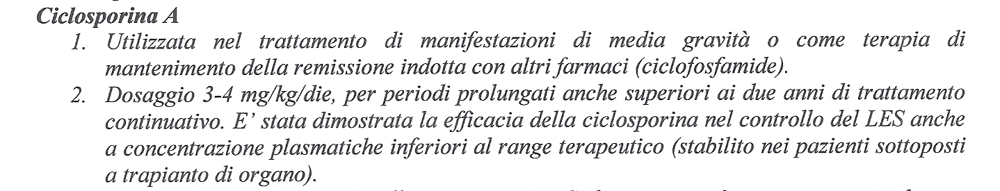 Ciclosporina A
1. Utilizzata nel trattamento di manifestazioni di media gravità o come terapia di
mantenimento della remissione indotta con altri farmaci (ciclofosfamide).
2. Dosaggio 3-4 mg/kg/die, per periodi prolungati anche superiori ai due anni di trattamento
continuativo. E' stata dimostrata la efficacia della ciclosporina nel controllo del LES anche
a concentrazione plasmatiche inferiori al range terapeutico (stabilito nei pazienti sottoposti
a trapianto di organo).